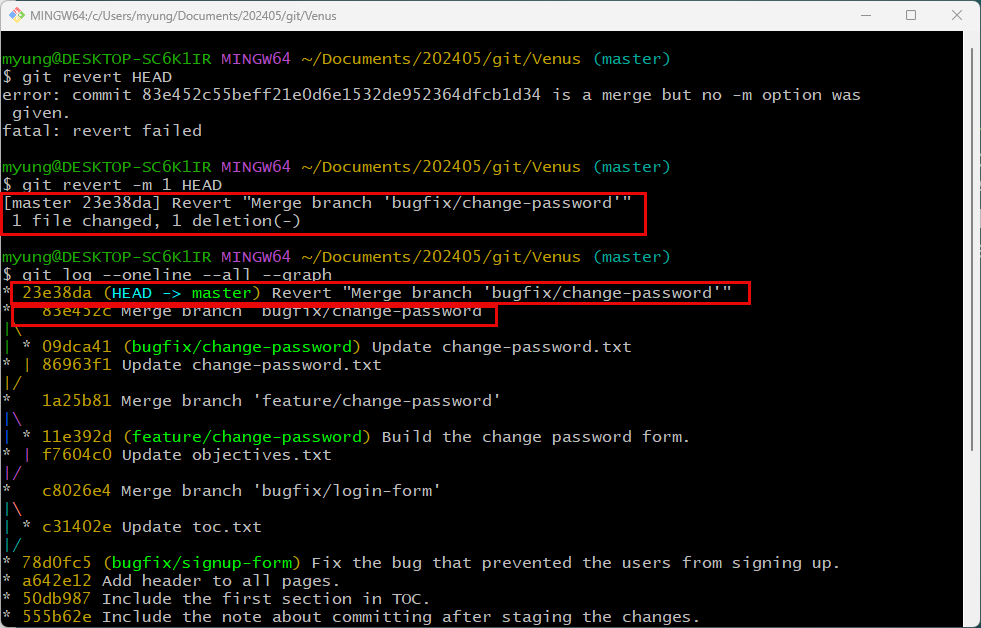 MINGW64:/c/Users/myung/Documents/202405/git/Venus
myung@DESKTOP-SC6K1IR MINGW64 ~/Documents/202405/git/Venus (master)
$ git revert HEAD
error: commit 83e452c55beff21e0d6e1532de952364dfcb1d34 is a merge but no -m option was
 given.
fatal: revert failed
myung@DESKTOP-SC6K1IR MINGW64 ~/Documents/202405/git/Venus (master)
$ git revert -m 1 HEAD
[master 23e38da] Revert "Merge branch 'bugfix/change-password'"
 1 file changed, 1 deletion(-)
myung@DESKTOP-SC6K1IR MINGW64 ~/Documents/202405/git/Venus (master)
$ git log --oneline --all --graph
* 23e38da (HEAD -> master) Revert "Merge branch 'bugfix/change-password'"
*   83e452c Merge branch 'bugfix/change-password'
|\
| * 09dca41 (bugfix/change-password) Update change-password.txt
* | 86963f1 Update change-password.txt
|/
*   1a25b81 Merge branch 'feature/change-password'
|\
| * 11e392d (feature/change-password) Build the change password form.
* | f7604c0 Update objectives.txt
|/
*   c8026e4 Merge branch 'bugfix/login-form'
|\
| * c31402e Update toc.txt
|/
* 78d0fc5 (bugfix/signup-form) Fix the bug that prevented the users from signing up.
* a642e12 Add header to all pages.
* 50db987 Include the first section in TOC.
* 555b62e Include the note about committing after staging the changes.